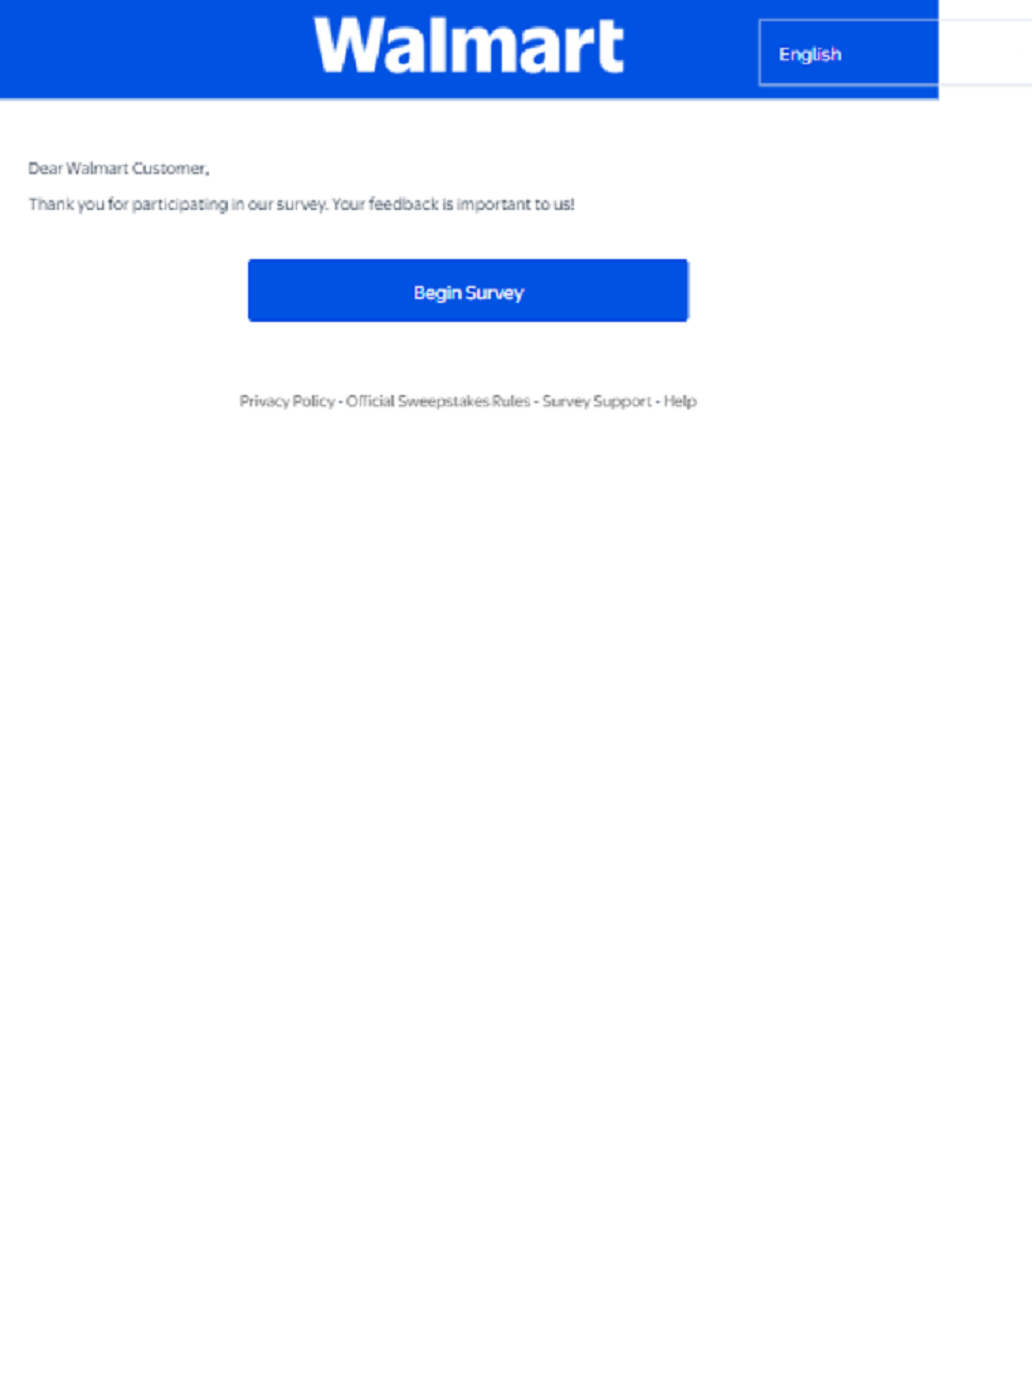 Walmart
English
Dear Walmart Customer,
Thank you for participating in our survey. Your feedback is important to us!
Begin Survey
Privacy Policy - Official Sweepstakes Rules - Survey Support - Help